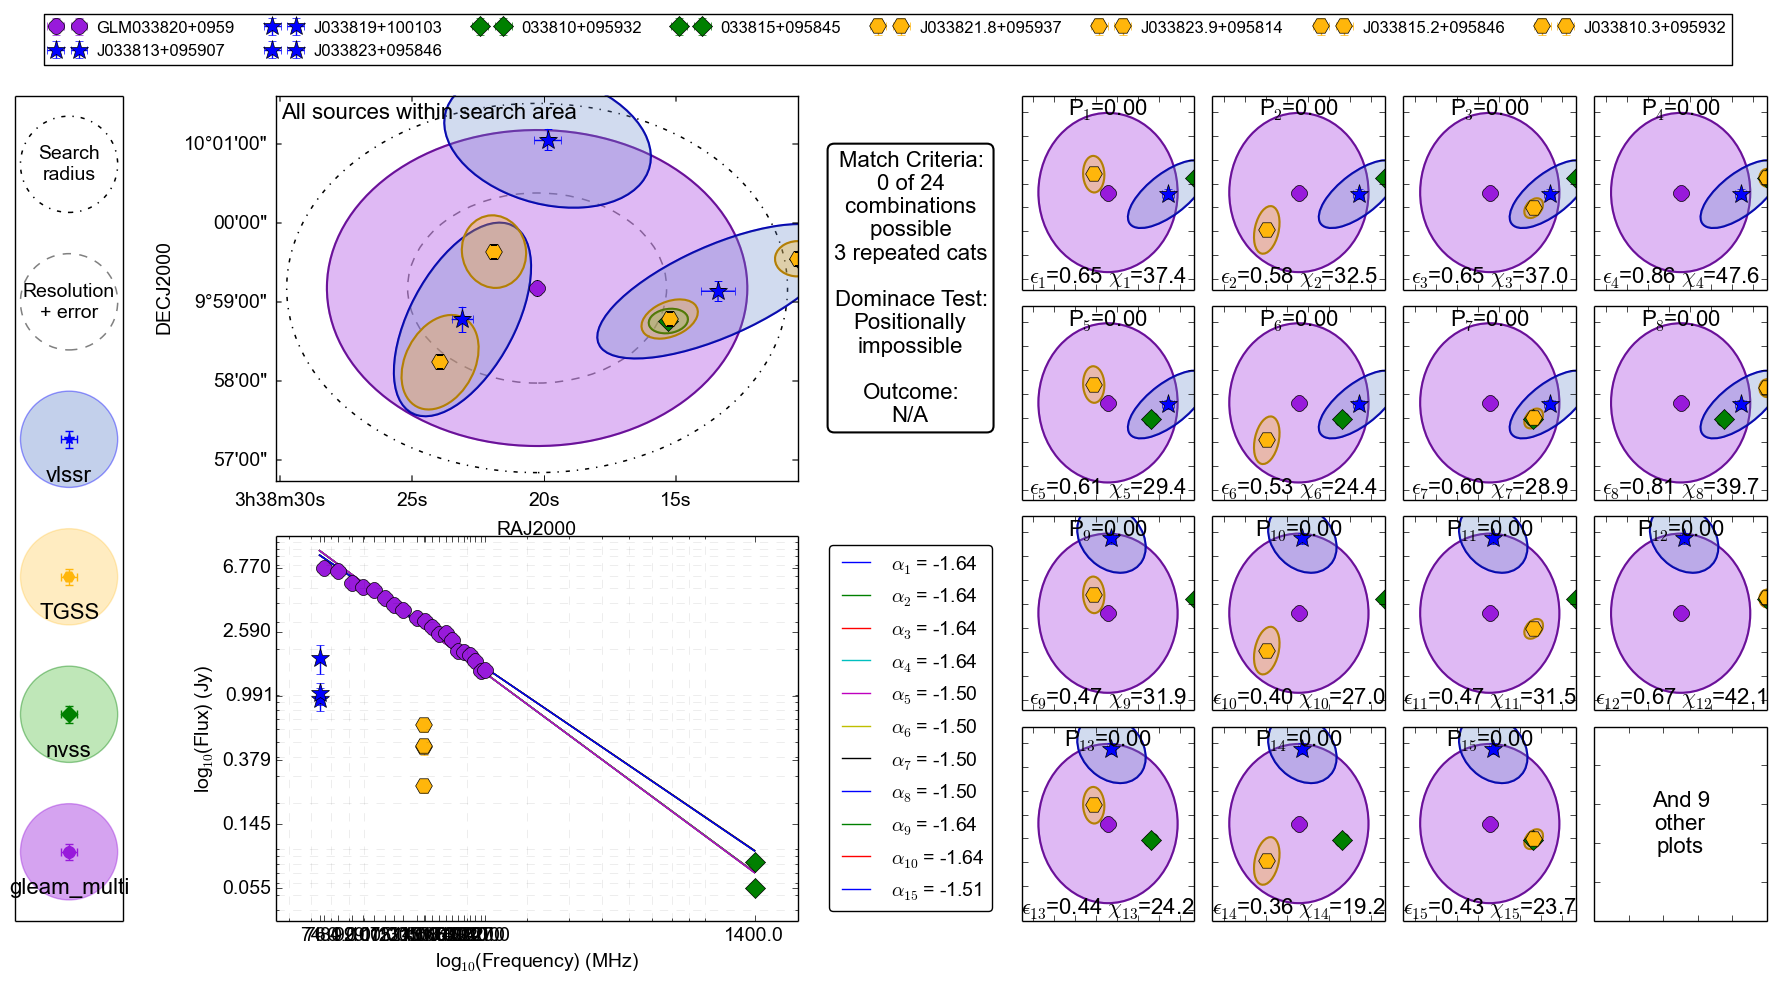 GLM033820+0959 J033819+100103 033810+095932 033815+095845 J033821.8+095937 J033823.9+095814 J033815.2+095846 J033810.3+095932
J033813+095907 J033823+095846
Search
radius
Resolution
+ error
vlssr
TGSS
nvss
gleam_multi
All sources within search area
10°01'00"
00'00"
9°59'00"
58'00"
57'00"
DECJ2000
3h38m30s 25s 20s 15s
RAJ2000
Match Criteria:
0 of 24
combinations
possible
3 repeated cats
Dominace Test:
Positionally
impossible
Outcome:
N/A
6.770
2.590
0.991
0.379
0.145
0.055
log₁₀(Flux) (Jy)
1400.0
log₁₀(Frequency) (MHz)
α₁ = -1.64
α₂ = -1.64
α₃ = -1.64
α₄ = -1.64
α₅ = -1.50
α₆ = -1.50
α₇ = -1.50
α₈ = -1.50
α₉ = -1.64
α₁₀ = -1.64
α₁₅ = -1.51
P₁=0.00 P₂=0.00 P₃=0.00 P₄=0.00
ϵ₁=0.65 χ₁=37.4 ϵ₂=0.58 χ₂=32.5 ϵ₃=0.65 χ₃=37.0 ϵ₄=0.86 χ₄=47.6
P₅=0.00 P₆=0.00 P₇=0.00 P₈=0.00
ϵ₅=0.61 χ₅=29.4 ϵ₆=0.53 χ₆=24.4 ϵ₇=0.60 χ₇=28.9 ϵ₈=0.81 χ₈=39.7
P₉=0.00 P₁₀=0.00 P₁₁=0.00 P₁₂=0.00
ϵ₉=0.47 χ₉=31.9 ϵ₁₀=0.40 χ₁₀=27.0 ϵ₁₁=0.47 χ₁₁=31.5 ϵ₁₂=0.67 χ₁₂=42.1
P₁₃=0.00 P₁₄=0.00 P₁₅=0.00
ϵ₁₃=0.44 χ₁₃=24.2 ϵ₁₄=0.36 χ₁₄=19.2 ϵ₁₅=0.43 χ₁₅=23.7
And 9
other
plots